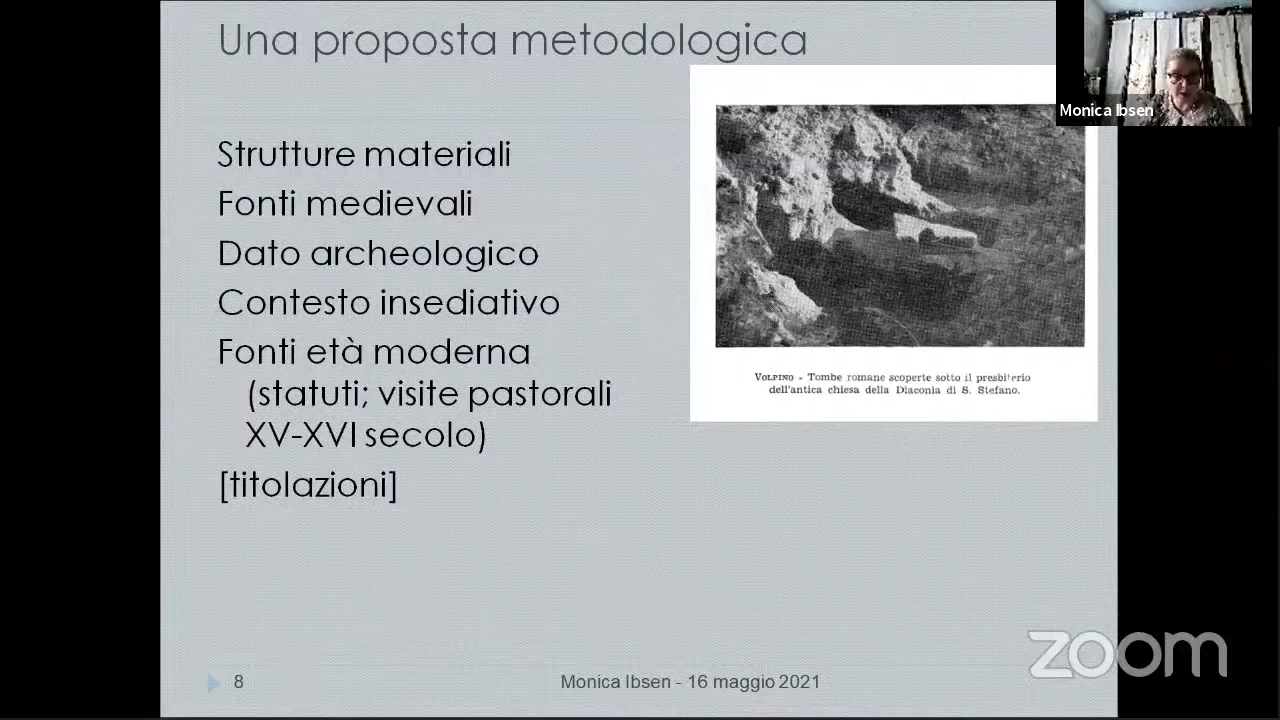 Una proposta metodologica
Monica Ibsen
Strutture materiali
Fonti medievali
Dato archeologico
Contesto insediativo
Fonti età moderna
(statuti; visite pastorali
XV-XVI secolo)
[titolazioni]
VOLPINO - Tombe romane scoperte sotto il presbiterio
dell'antica chiesa della Diaconia di S. Stefano.
zoom
8
Monica Ibsen - 16 maggio 2021